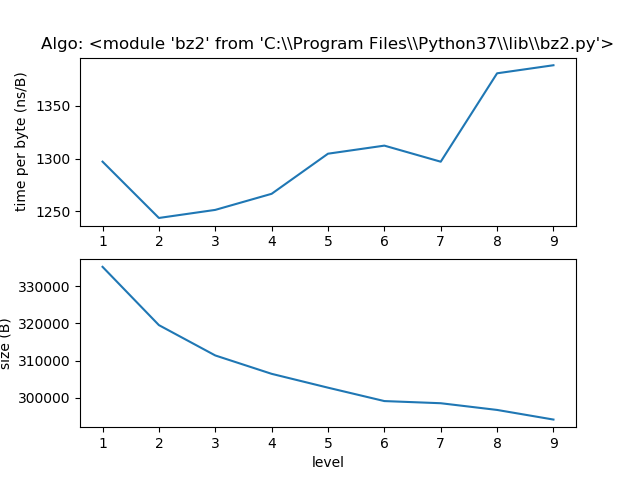 Algo: <module 'bz2' from 'C:\\Program Files\\Python37\\lib\\bz2.py'>
time per byte (ns/B)
1350
1300
1250
1 2 3 4 5 6 7 8 9
size (B)
330000
320000
310000
300000
1 2 3 4 5 6 7 8 9
level